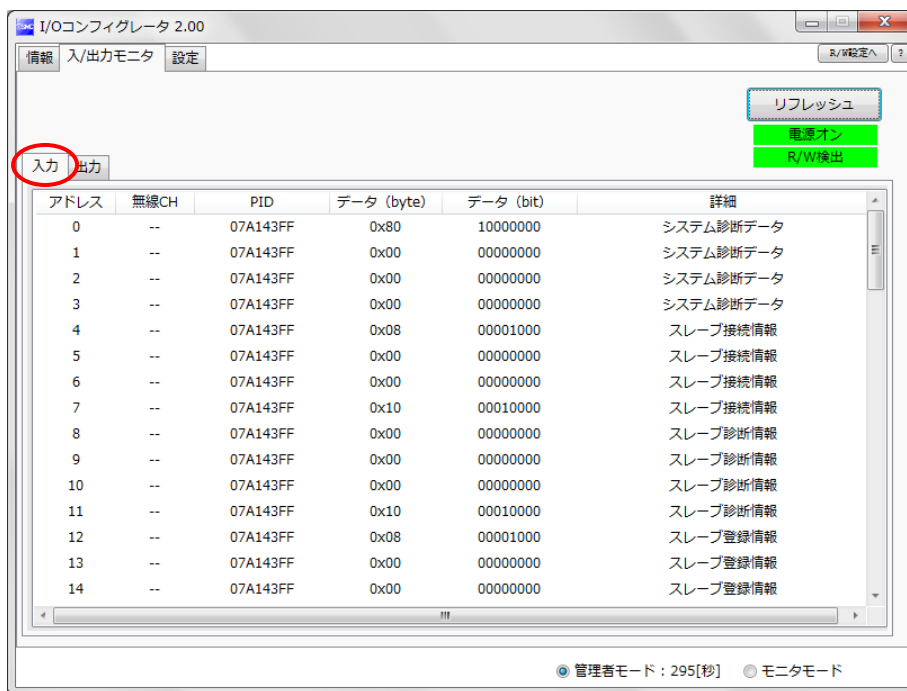 I/Oコンフィグレータ 2.00
情報 入/出力モニタ 設定 R/W設定へ ?
リフレッシュ
電源オン
R/W検出
入力 出力
アドレス 無線CH PID データ (byte) データ (bit) 詳細
0 -- 07A143FF 0x80 10000000 システム診断データ
1 -- 07A143FF 0x00 00000000 システム診断データ
2 -- 07A143FF 0x00 00000000 システム診断データ
3 -- 07A143FF 0x00 00000000 システム診断データ
4 -- 07A143FF 0x08 00001000 スレーブ接続情報
5 -- 07A143FF 0x00 00000000 スレーブ接続情報
6 -- 07A143FF 0x00 00000000 スレーブ接続情報
7 -- 07A143FF 0x10 00010000 スレーブ接続情報
8 -- 07A143FF 0x00 00000000 スレーブ診断情報
9 -- 07A143FF 0x00 00000000 スレーブ診断情報
10 -- 07A143FF 0x00 00000000 スレーブ診断情報
11 -- 07A143FF 0x10 00010000 スレーブ診断情報
12 -- 07A143FF 0x08 00001000 スレーブ登録情報
13 -- 07A143FF 0x00 00000000 スレーブ登録情報
14 -- 07A143FF 0x00 00000000 スレーブ登録情報
管理者モード：295[秒] モニタモード